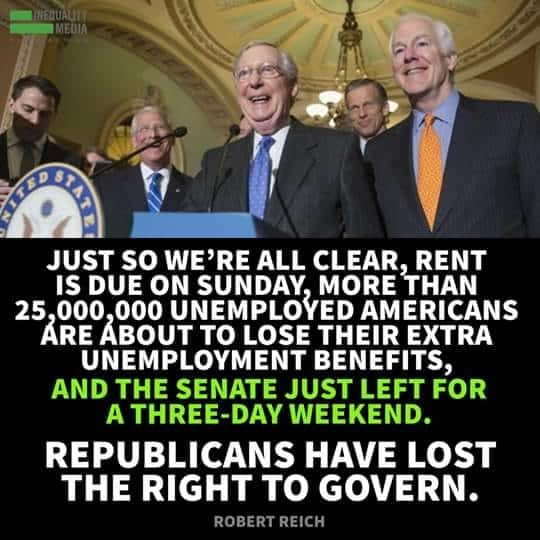 INEQUALITY
MEDIA
UNITED STATES
JUST SO WE'RE ALL CLEAR, RENT
IS DUE ON SUNDAY, MORE THAN
25,000,000 UNEMPLOYED AMERICANS
ARE ABOUT TO LOSE THEIR EXTRA
UNEMPLOYMENT BENEFITS,
AND THE SENATE JUST LEFT FOR
A THREE-DAY WEEKEND.
REPUBLICANS HAVE LOST
THE RIGHT TO GOVERN.
ROBERT REICH